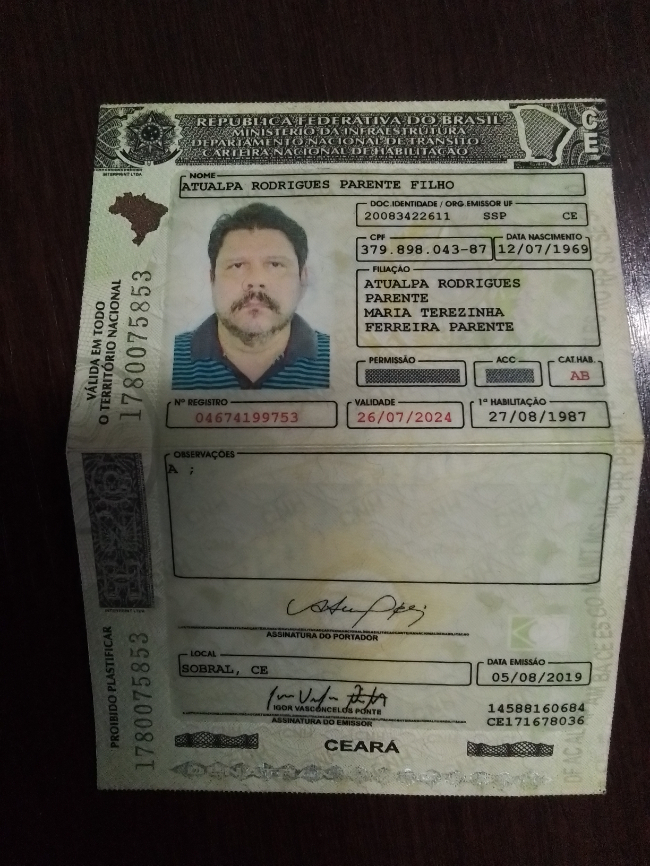 REPÚBLICA FEDERATIVA DO BRASIL
MINISTÉRIO DA INFRAESTRUTURA
DEPARTAMENTO NACIONAL DE TRÂNSITO
CARTEIRA NACIONAL DE HABILITAÇÃO
CE
NOME
ATUALPA RODRIGUES PARENTE FILHO
DOC. IDENTIDADE / ORG. EMISSOR UF
20083422611 SSP CE
CPF
379.898.043-87
DATA NASCIMENTO
12/07/1969
FILIAÇÃO
ATUALPA RODRIGUES
PARENTE
MARIA TEREZINHA
FERREIRA PARENTE
PERMISSÃO
ACC
CAT. HAB.
AB
Nº REGISTRO
04674199753
VALIDADE
26/07/2024
1ª HABILITAÇÃO
27/08/1987
VÁLIDA EM TODO
O TERRITÓRIO NACIONAL
1780075853
OBSERVAÇÕES
A ;
ASSINATURA DO PORTADOR
LOCAL
SOBRAL, CE
DATA EMISSÃO
05/08/2019
IGOR VASCONCELOS PONTE
ASSINATURA DO EMISSOR
14588160684
CE171678036
CEARÁ
PROIBIDO PLASTIFICAR
1780075853